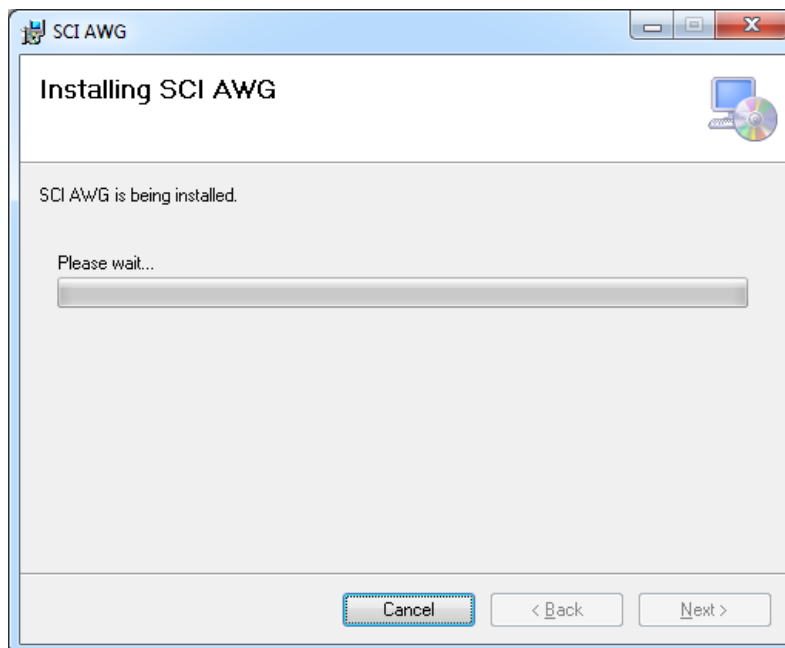 SCI AWG
Installing SCI AWG
SCI AWG is being installed.
Please wait...
Cancel
< Back
Next >